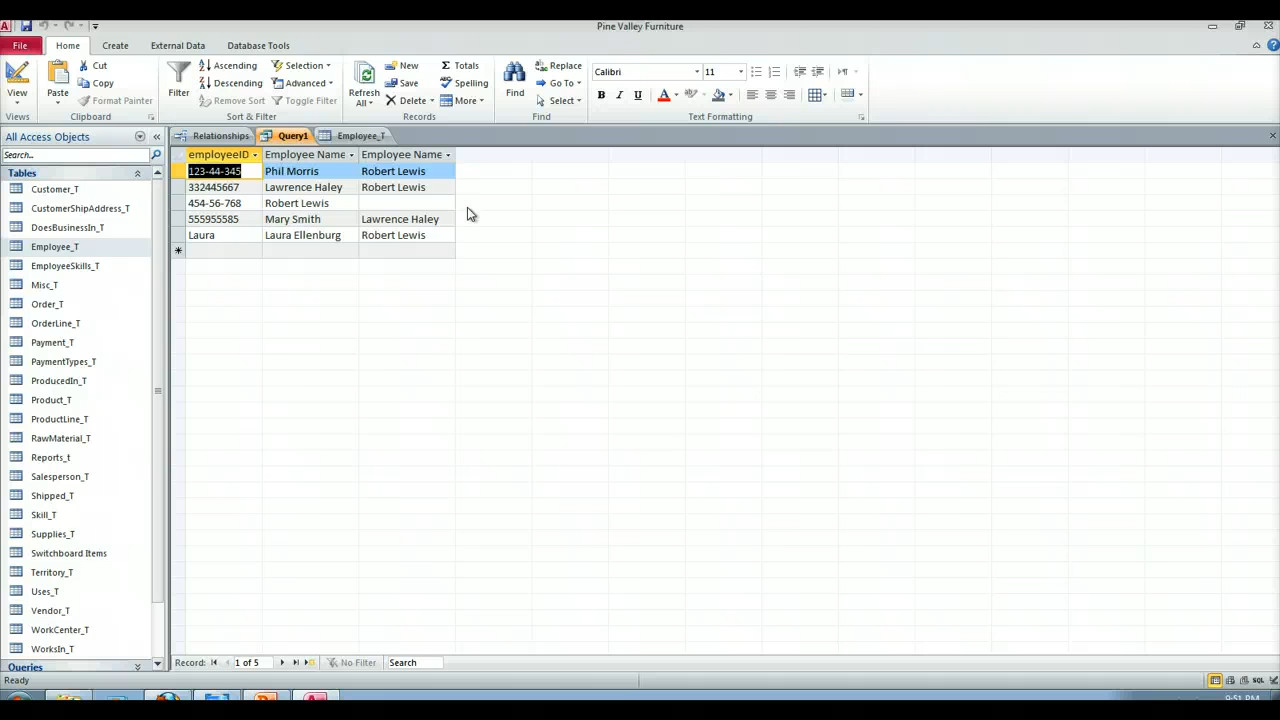 Pine Valley Furniture
File Home Create External Data Database Tools
View
Views
Paste
Cut
Copy
Format Painter
Clipboard
Filter
Ascending
Descending
Remove Sort
Selection
Advanced
Toggle Filter
Sort & Filter
Refresh All
New
Save
Delete
Totals
Spelling
More
Records
Find
Replace
Go To
Select
Find
Calibri 11
B I U A
Text Formatting
All Access Objects
Search...
Tables
Customer_T
CustomerShipAddress_T
DoesBusinessIn_T
Employee_T
EmployeeSkills_T
Misc_T
Order_T
OrderLine_T
Payment_T
PaymentTypes_T
ProducedIn_T
Product_T
ProductLine_T
RawMaterial_T
Reports_t
Salesperson_T
Shipped_T
Skill_T
Supplies_T
Switchboard Items
Territory_T
Uses_T
Vendor_T
WorkCenter_T
WorksIn_T
Queries
Relationships Query1 Employee_T
employeeID Employee Name Employee Name
123-44-345 Phil Morris Robert Lewis
332445667 Lawrence Haley Robert Lewis
454-56-768 Robert Lewis
555955585 Mary Smith Lawrence Haley
Laura Laura Ellenburg Robert Lewis
Record: 1 of 5 No Filter Search
Ready
SQL
9:51 PM